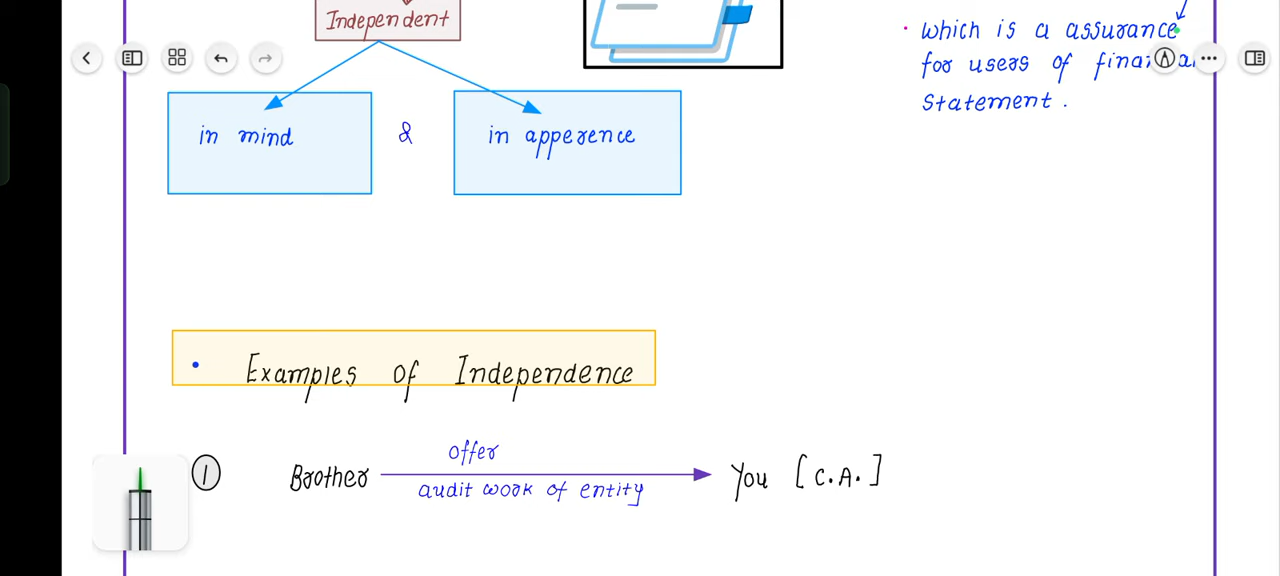 Independent
• which is a assurance
for users of
statement.
in mind
&
in apperence
• Examples of Independence
1 Brother offer You [C.A.]
audit work of entity